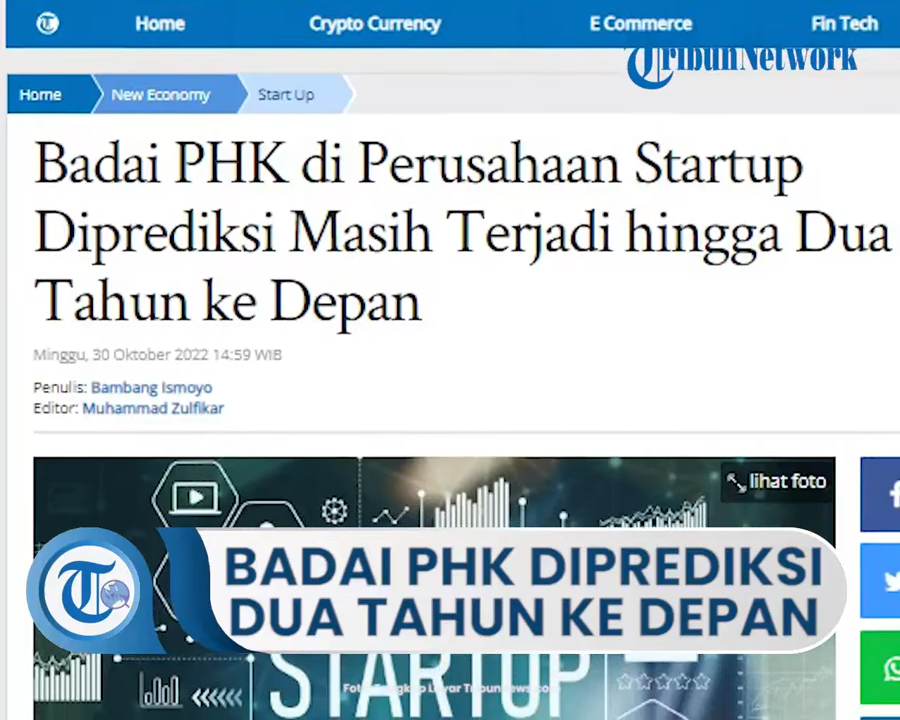 Home
Crypto Currency
E Commerce
Fin Tech
TribunNetwork
Home
New Economy
Start Up
Badai PHK di Perusahaan Startup
Diprediksi Masih Terjadi hingga Dua
Tahun ke Depan
Minggu, 30 Oktober 2022 14:59 WIB
Penulis: Bambang Ismoyo
Editor: Muhammad Zulfikar
lihat foto
BADAI PHK DIPREDIKSI
DUA TAHUN KE DEPAN
STARTUP